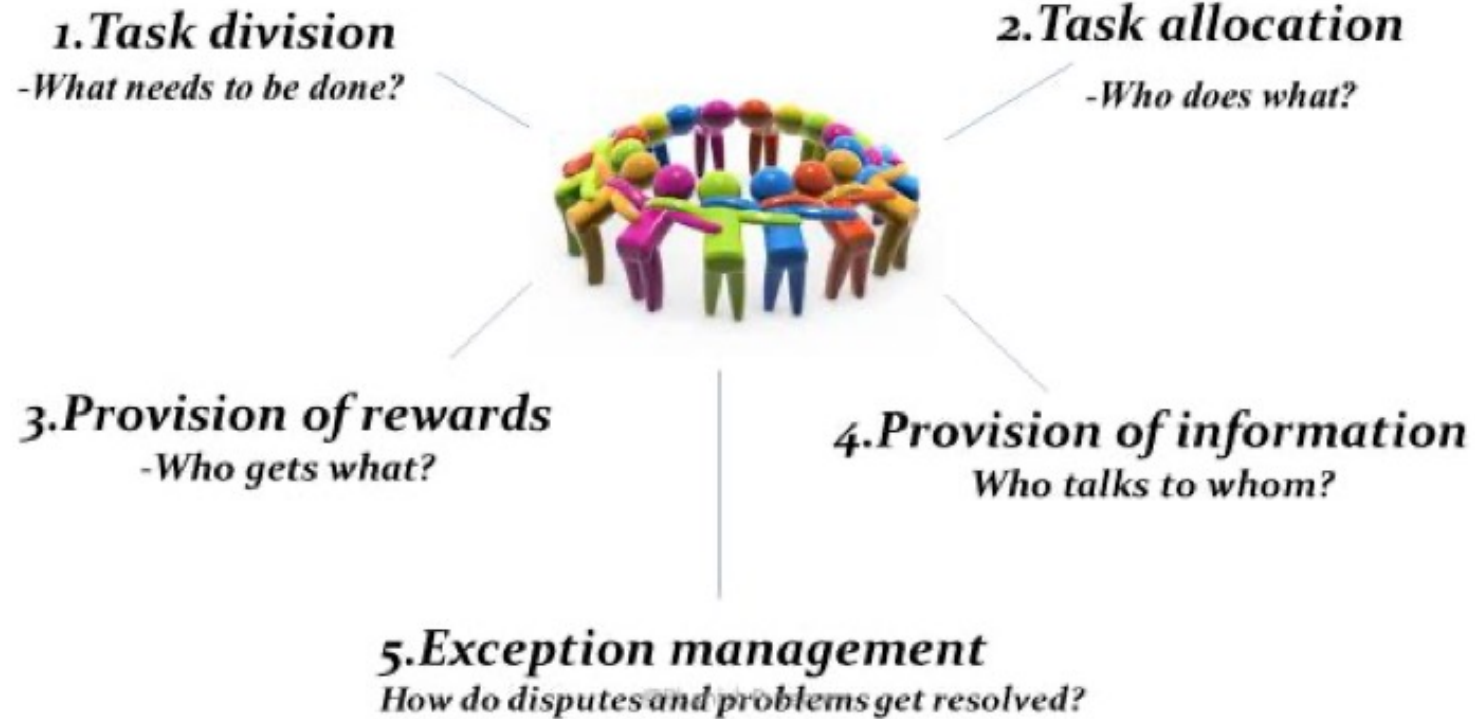 1.Task division
-What needs to be done?
2.Task allocation
-Who does what?
3.Provision of rewards
-Who gets what?
4.Provision of information
Who talks to whom?
5.Exception management
How do disputes and problems get resolved?